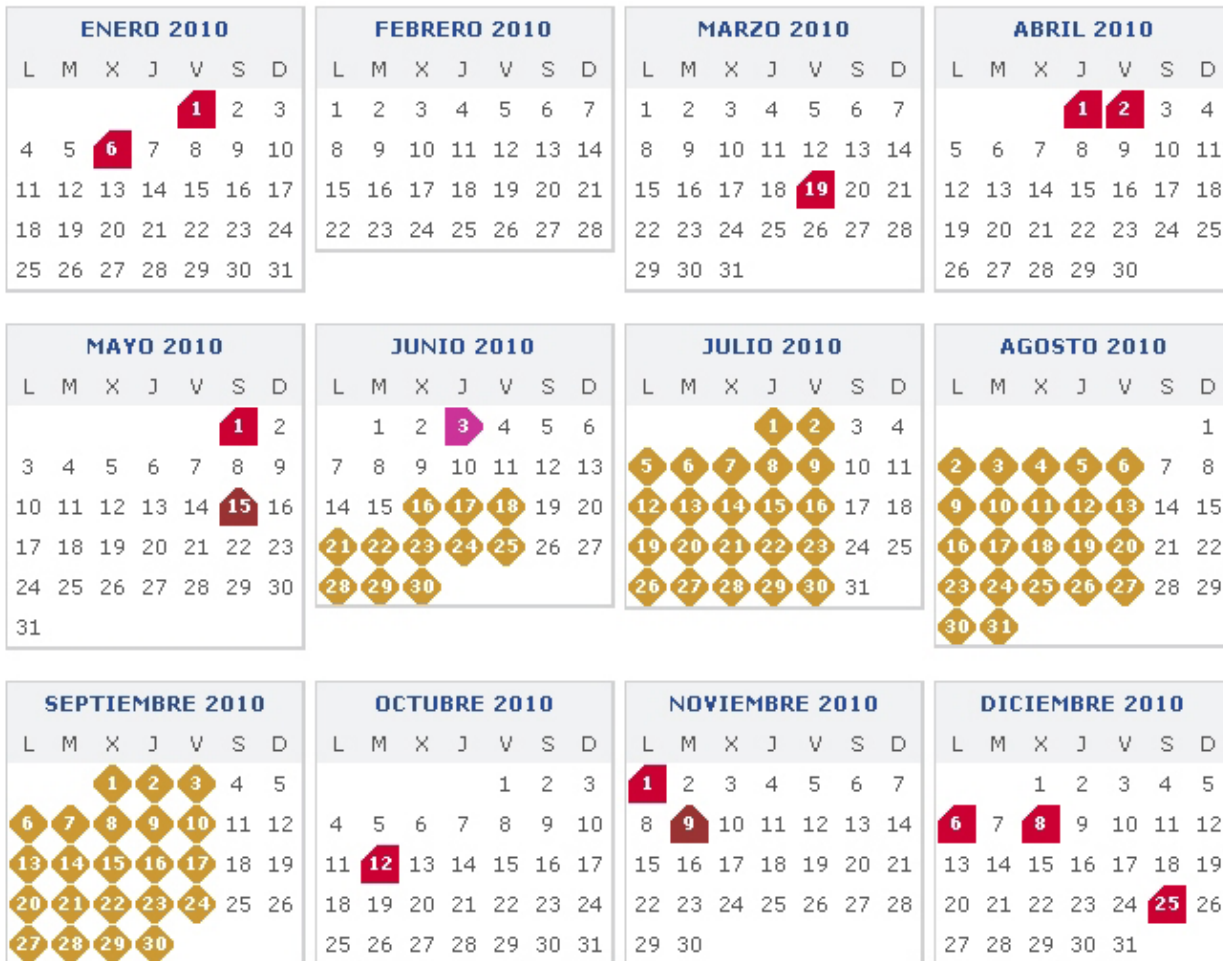 ENERO 2010
L M X J V S D
1 2 3
4 5 6 7 8 9 10
11 12 13 14 15 16 17
18 19 20 21 22 23 24
25 26 27 28 29 30 31
FEBRERO 2010
L M X J V S D
1 2 3 4 5 6 7
8 9 10 11 12 13 14
15 16 17 18 19 20 21
22 23 24 25 26 27 28
MARZO 2010
L M X J V S D
1 2 3 4 5 6 7
8 9 10 11 12 13 14
15 16 17 18 19 20 21
22 23 24 25 26 27 28
29 30 31
ABRIL 2010
L M X J V S D
1 2 3 4
5 6 7 8 9 10 11
12 13 14 15 16 17 18
19 20 21 22 23 24 25
26 27 28 29 30
MAYO 2010
L M X J V S D
1 2
3 4 5 6 7 8 9
10 11 12 13 14 15 16
17 18 19 20 21 22 23
24 25 26 27 28 29 30
31
JUNIO 2010
L M X J V S D
1 2 3 4 5 6
7 8 9 10 11 12 13
14 15 16 17 18 19 20
21 22 23 24 25 26 27
28 29 30
JULIO 2010
L M X J V S D
1 2 3 4
5 6 7 8 9 10 11
12 13 14 15 16 17 18
19 20 21 22 23 24 25
26 27 28 29 30 31
AGOSTO 2010
L M X J V S D
1
2 3 4 5 6 7 8
9 10 11 12 13 14 15
16 17 18 19 20 21 22
23 24 25 26 27 28 29
30 31
SEPTIEMBRE 2010
L M X J V S D
1 2 3 4 5
6 7 8 9 10 11 12
13 14 15 16 17 18 19
20 21 22 23 24 25 26
27 28 29 30
OCTUBRE 2010
L M X J V S D
1 2 3
4 5 6 7 8 9 10
11 12 13 14 15 16 17
18 19 20 21 22 23 24
25 26 27 28 29 30 31
NOVIEMBRE 2010
L M X J V S D
1 2 3 4 5 6 7
8 9 10 11 12 13 14
15 16 17 18 19 20 21
22 23 24 25 26 27 28
29 30
DICIEMBRE 2010
L M X J V S D
1 2 3 4 5
6 7 8 9 10 11 12
13 14 15 16 17 18 19
20 21 22 23 24 25 26
27 28 29 30 31